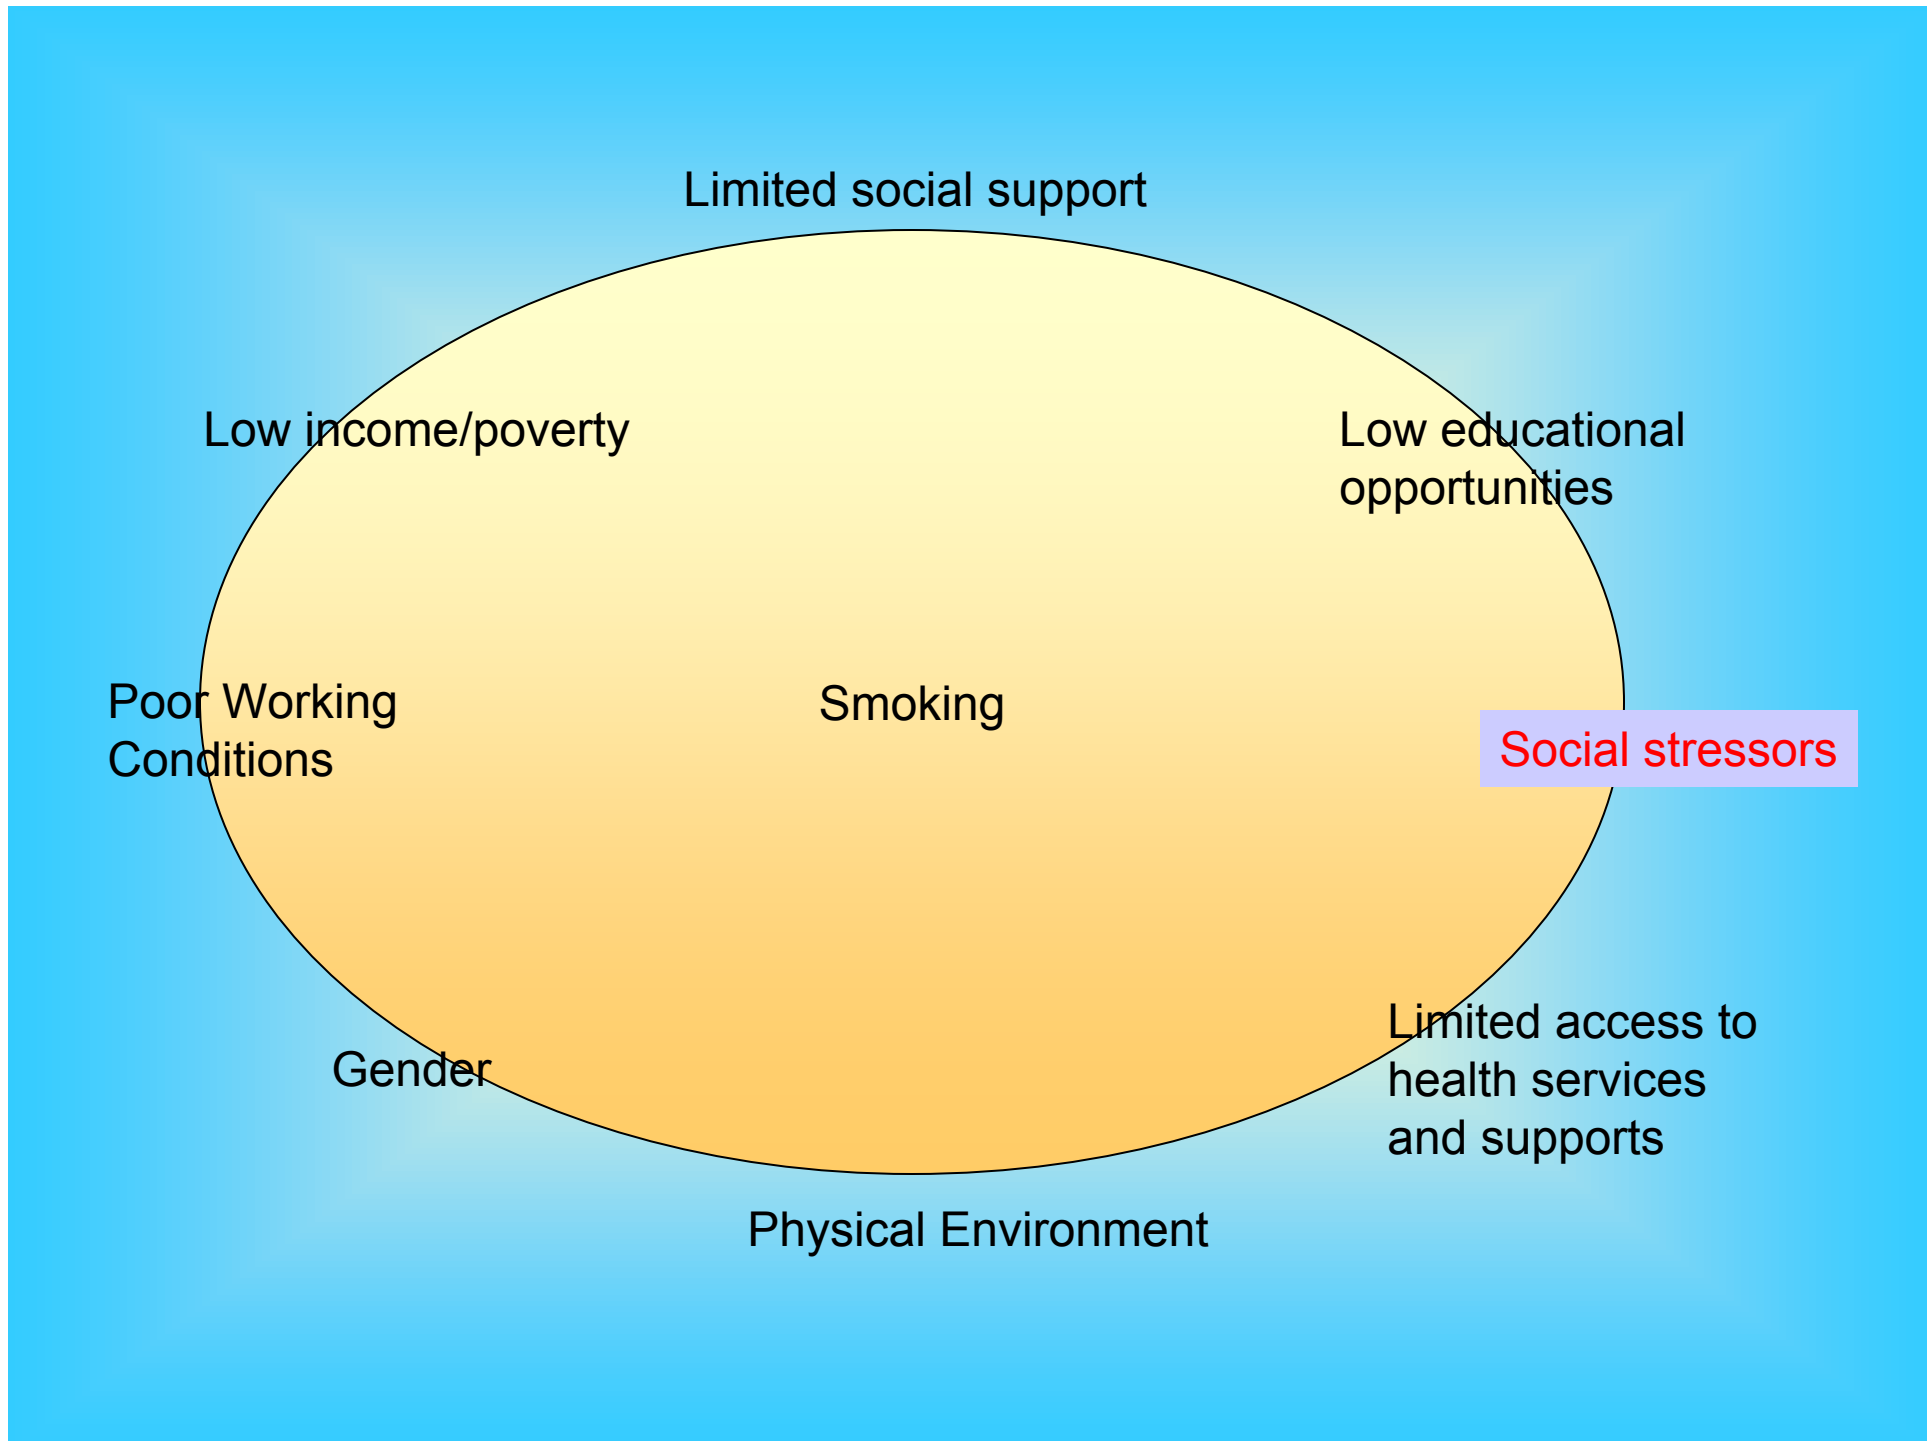 Limited social support
Low income/poverty
Low educational
opportunities
Poor Working
Conditions
Smoking
Social stressors
Gender
Limited access to
health services
and supports
Physical Environment